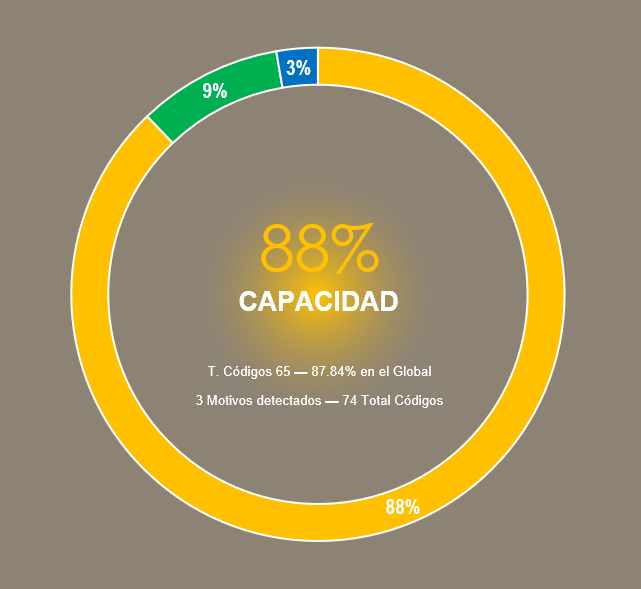 3%
9%
88%
CAPACIDAD
T. Códigos 65 — 87.84% en el Global
3 Motivos detectados — 74 Total Códigos
88%